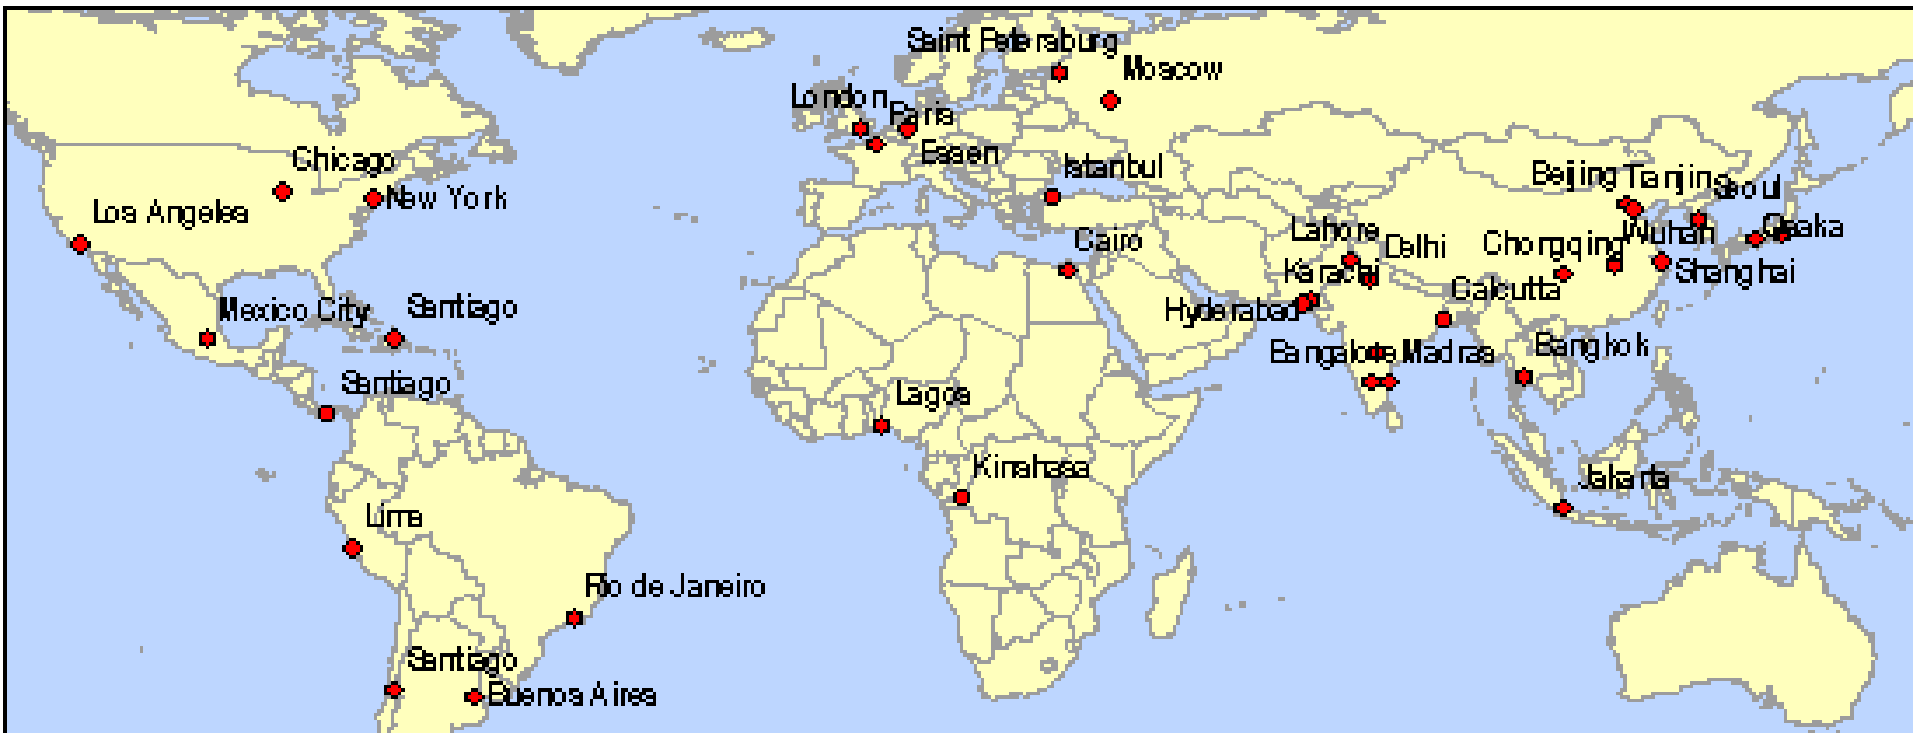 Saint Petersburg
Moscow
London
Paris
Essen
Chicago
Istanbul
Beijing
Tianjin
Seoul
New York
Los Angeles
Cairo
Lahore
Delhi
Chongqing
Wuhan
Osaka
Karachi
Shanghai
Calcutta
Mexico City
Santiago
Hyderabad
Bangalore
Madras
Bangkok
Santiago
Lagos
Kinshasa
Jakarta
Lima
Rio de Janeiro
Santiago
Buenos Aires